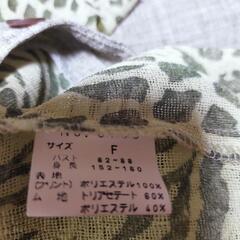 サイズ F
バスト 82-88
身長 152-160
表地
(プリント) ポリエステル100%
ム 地 トリアセテート 60%
ポリエステル 40%